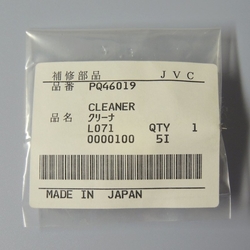 補修部品 JVC
品番 PQ46019
CLEANER
品名 クリーナ
L071 QTY 1
0000100 5I
MADE IN JAPAN